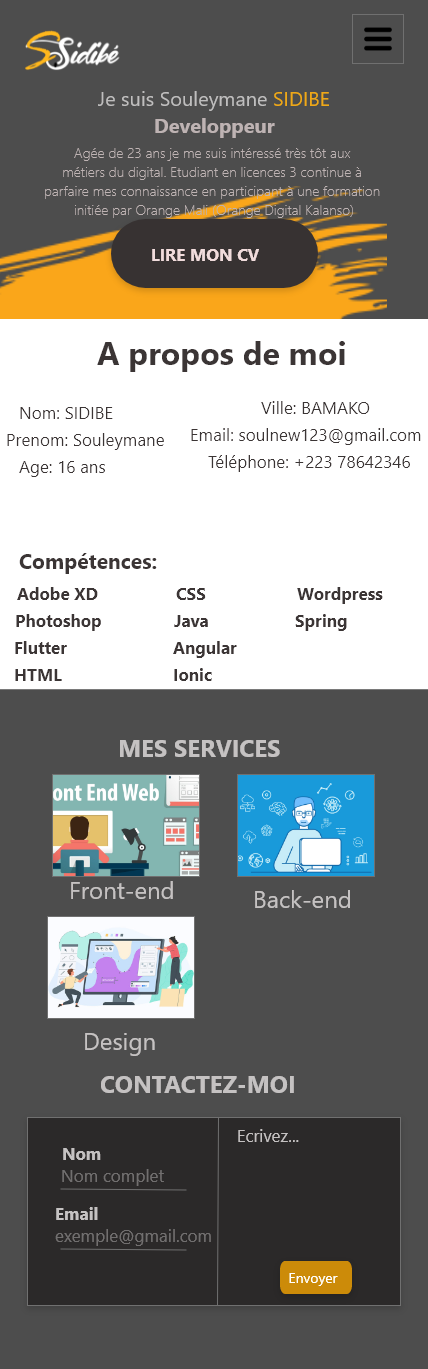 Sidibé
Je suis Souleymane SIDIBE
Developpeur
Agée de 23 ans je me suis intéressé très tôt aux
métiers du digital. Etudiant en licences 3 continue à
parfaire mes connaissance en participant à une formation
initiée par Orange Mali (Orange Digital Kalanso)
LIRE MON CV
A propos de moi
Nom: SIDIBE
Prenom: Souleymane
Age: 16 ans
Ville: BAMAKO
Email: soulnew123@gmail.com
Téléphone: +223 78642346
Compétences:
Adobe XD CSS Wordpress
Photoshop Java Spring
Flutter Angular
HTML Ionic
MES SERVICES
ont End Web
Front-end
Back-end
Design
CONTACTEZ-MOI
Nom
Nom complet
Email
exemple@gmail.com
Ecrivez...
Envoyer